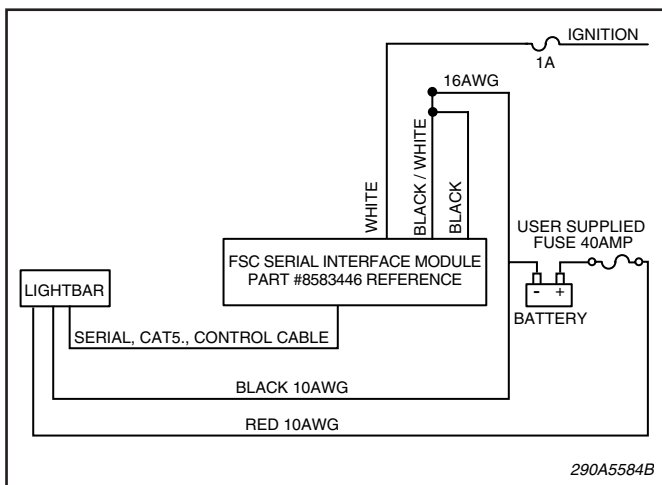 IGNITION
1A
16AWG
WHITE
BLACK / WHITE
BLACK
USER SUPPLIED
FUSE 40AMP
FSC SERIAL INTERFACE MODULE
PART #8583446 REFERENCE
LIGHTBAR
- +
BATTERY
SERIAL, CAT5., CONTROL CABLE
BLACK 10AWG
RED 10AWG
290A5584B